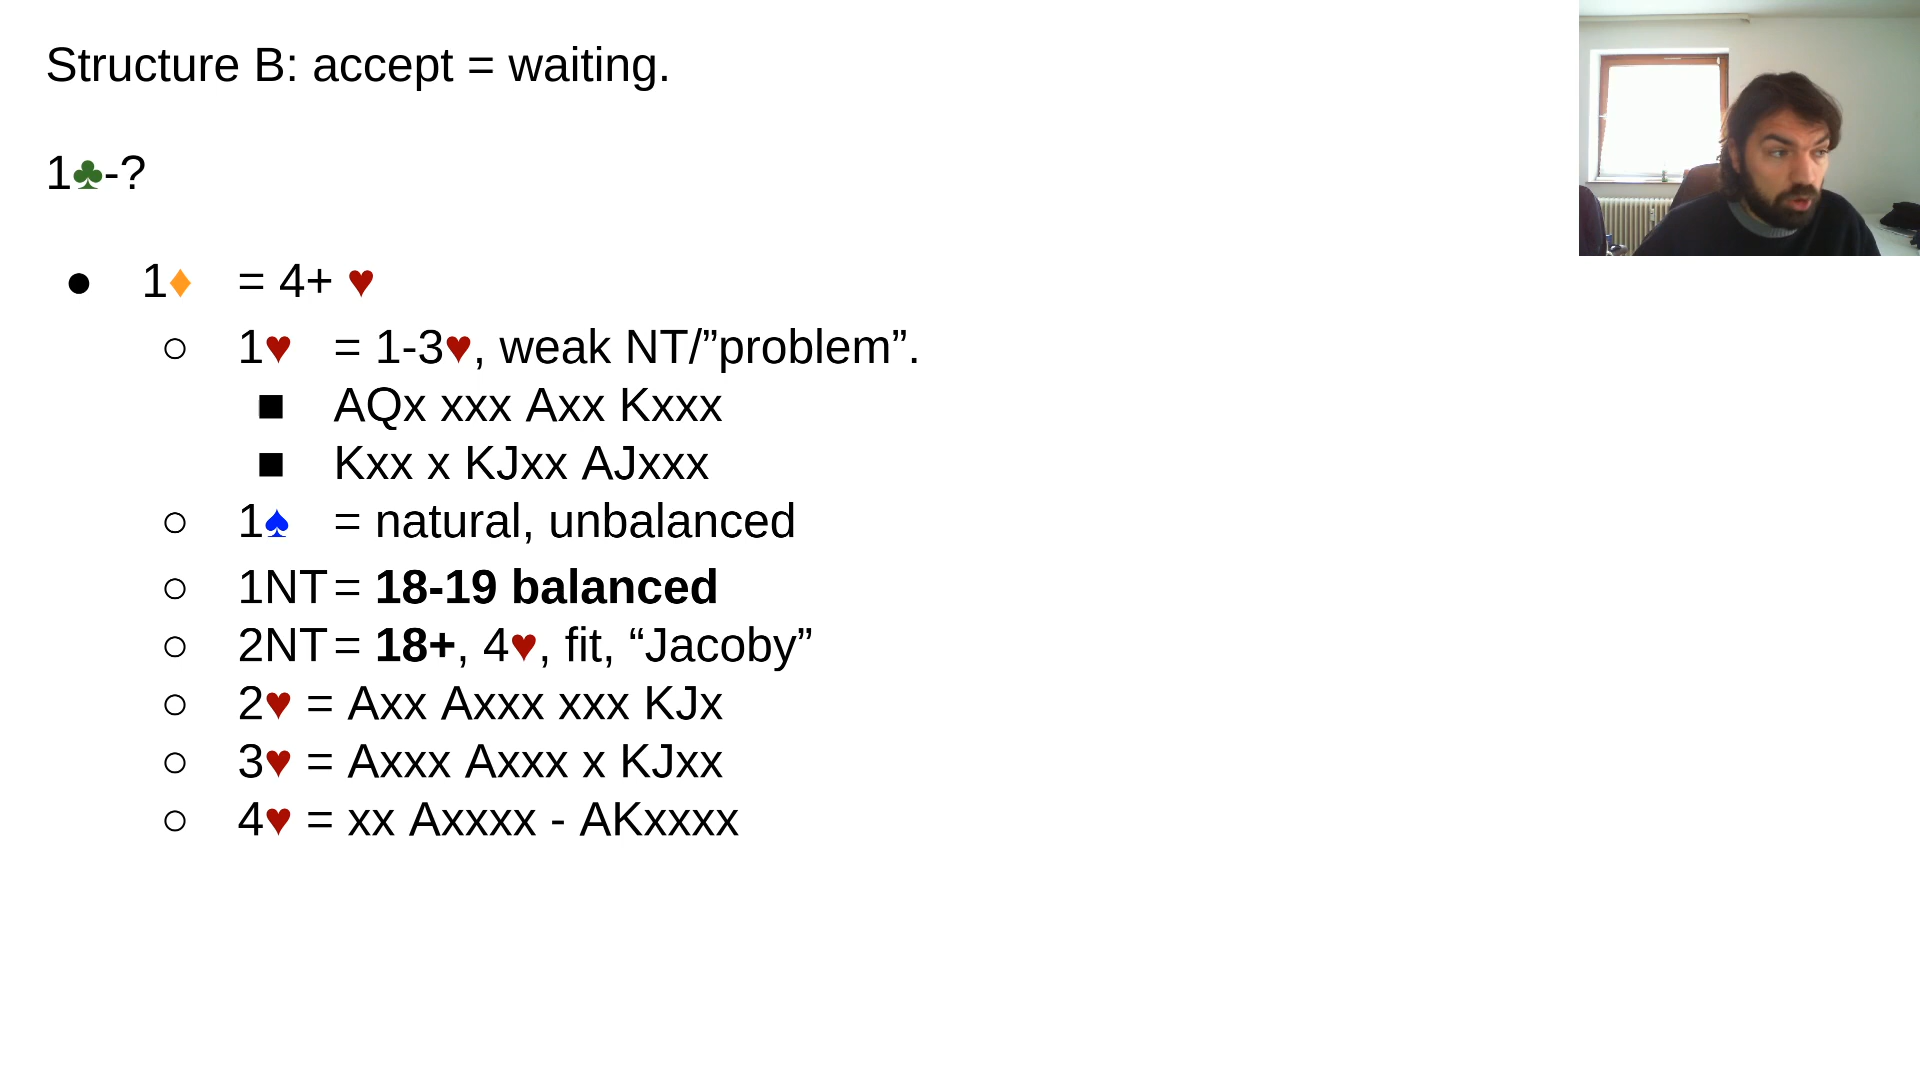 Structure B: accept = waiting.
1♣-?
● 1♦ = 4+ ♥
○ 1♥ = 1-3♥, weak NT/”problem”.
■ AQx xxx Axx Kxxx
■ Kxx x KJxx AJxxx
○ 1♠ = natural, unbalanced
○ 1NT = 18-19 balanced
○ 2NT = 18+, 4♥, fit, “Jacoby”
○ 2♥ = Axx Axxx xxx KJx
○ 3♥ = Axxx Axxx x KJxx
○ 4♥ = xx Axxxx - AKxxxx